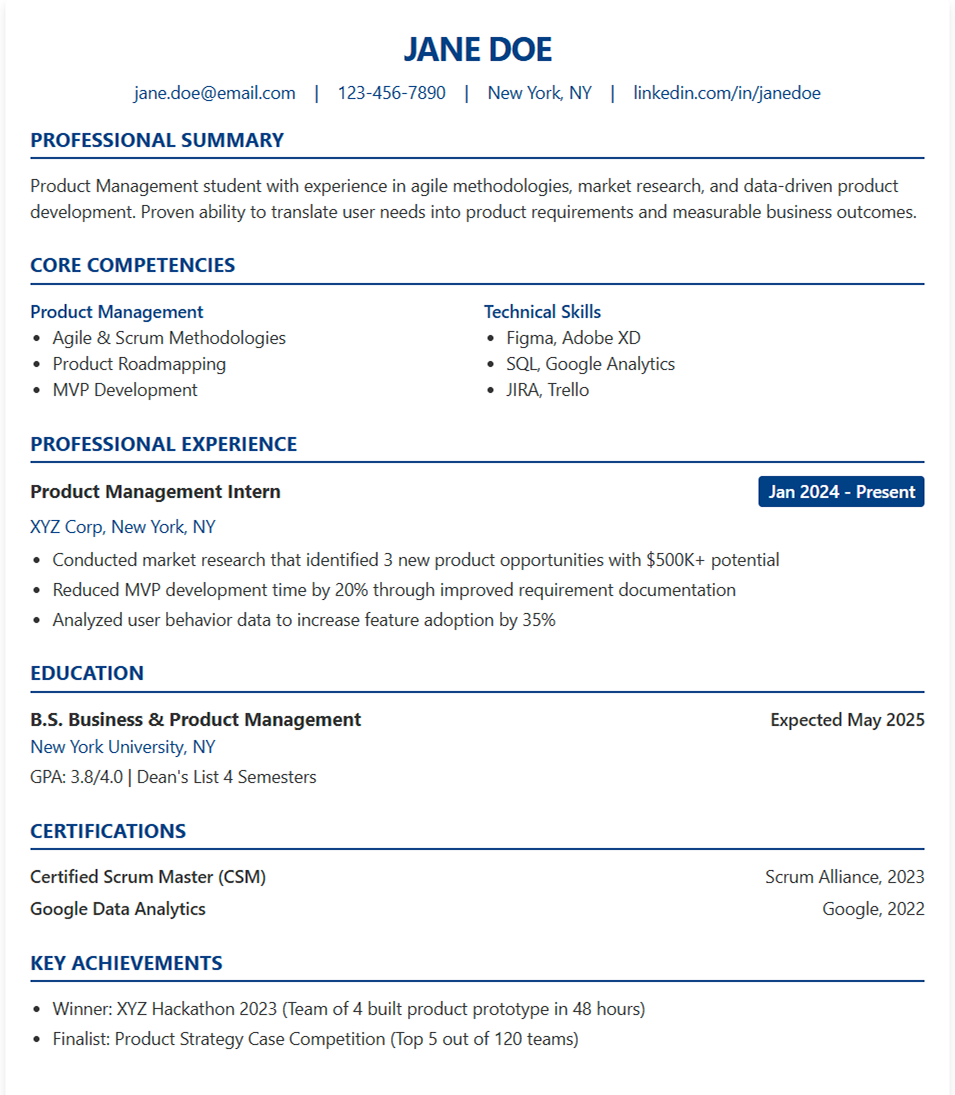 JANE DOE
jane.doe@email.com | 123-456-7890 | New York, NY | linkedin.com/in/janedoe
PROFESSIONAL SUMMARY
Product Management student with experience in agile methodologies, market research, and data-driven product
development. Proven ability to translate user needs into product requirements and measurable business outcomes.
CORE COMPETENCIES
Product Management
• Agile & Scrum Methodologies
• Product Roadmapping
• MVP Development
Technical Skills
• Figma, Adobe XD
• SQL, Google Analytics
• JIRA, Trello
PROFESSIONAL EXPERIENCE
Product Management Intern Jan 2024 - Present
XYZ Corp, New York, NY
• Conducted market research that identified 3 new product opportunities with $500K+ potential
• Reduced MVP development time by 20% through improved requirement documentation
• Analyzed user behavior data to increase feature adoption by 35%
EDUCATION
B.S. Business & Product Management Expected May 2025
New York University, NY
GPA: 3.8/4.0 | Dean's List 4 Semesters
CERTIFICATIONS
Certified Scrum Master (CSM) Scrum Alliance, 2023
Google Data Analytics Google, 2022
KEY ACHIEVEMENTS
• Winner: XYZ Hackathon 2023 (Team of 4 built product prototype in 48 hours)
• Finalist: Product Strategy Case Competition (Top 5 out of 120 teams)